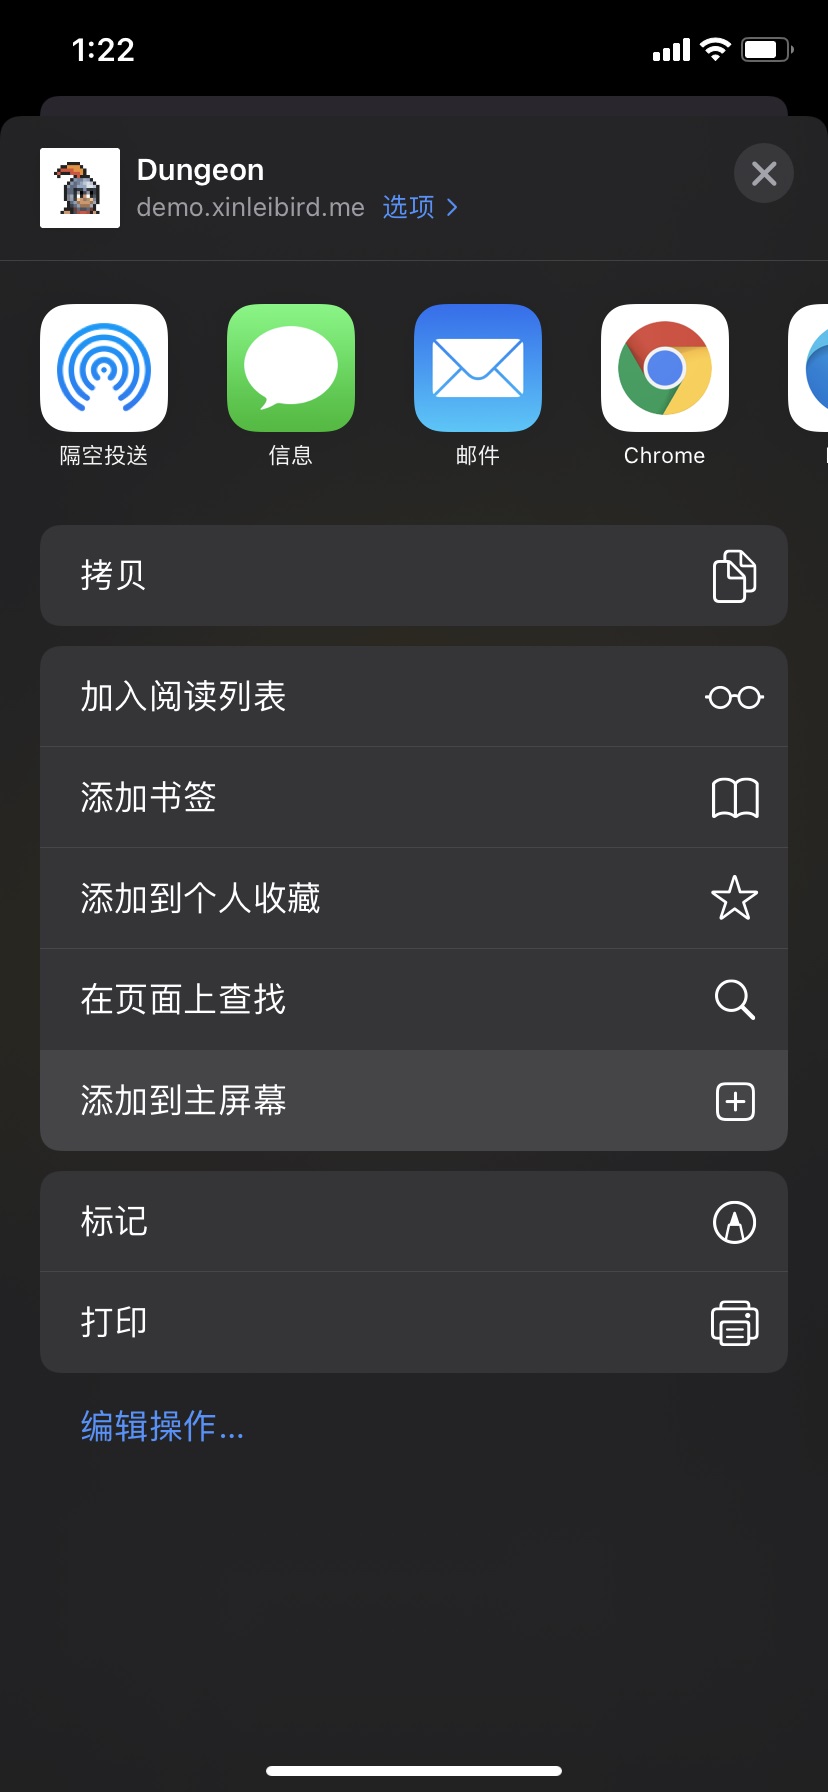 1:22
Dungeon
demo.xinleibird.me 选项
隔空投送 信息 邮件 Chrome
拷贝
加入阅读列表
添加书签
添加到个人收藏
在页面上查找
添加到主屏幕
标记
打印
编辑操作...